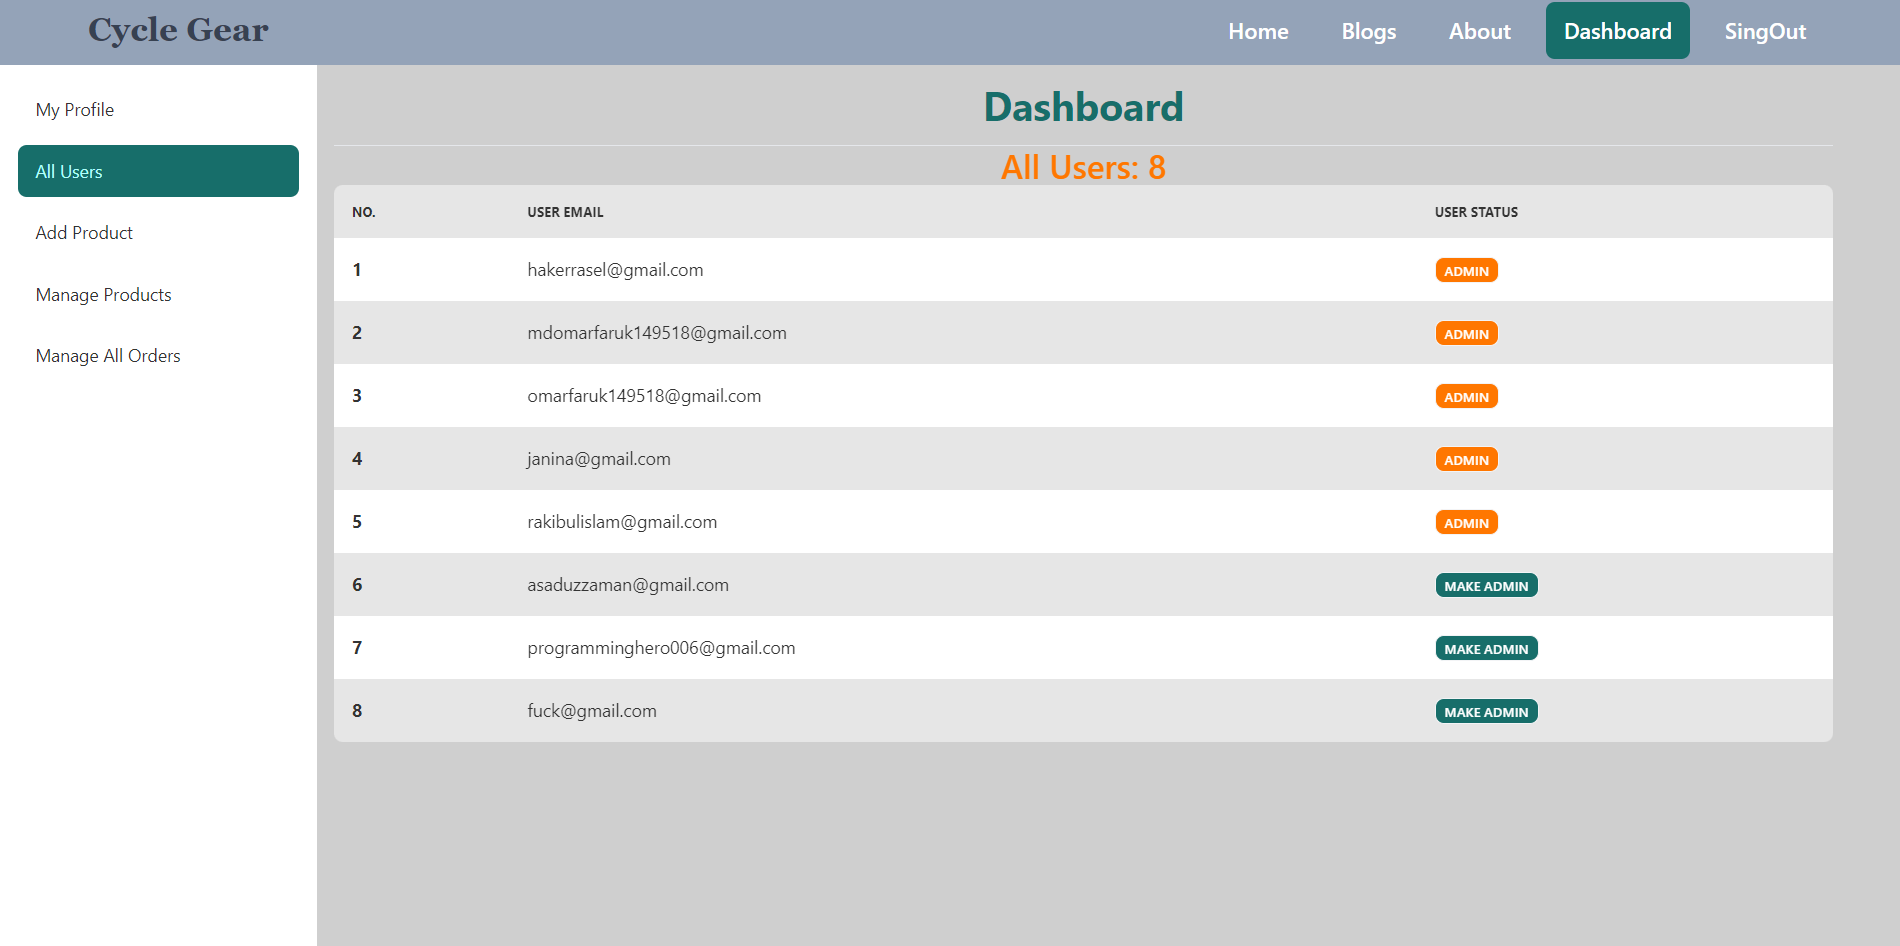 Cycle Gear
Home Blogs About Dashboard SingOut
My Profile
All Users
Add Product
Manage Products
Manage All Orders
Dashboard
All Users: 8
NO. USER EMAIL USER STATUS
1 hakerrasel@gmail.com ADMIN
2 mdomarfaruk149518@gmail.com ADMIN
3 omarfaruk149518@gmail.com ADMIN
4 janina@gmail.com ADMIN
5 rakibulislam@gmail.com ADMIN
6 asaduzzaman@gmail.com MAKE ADMIN
7 programminghero006@gmail.com MAKE ADMIN
8 fuck@gmail.com MAKE ADMIN